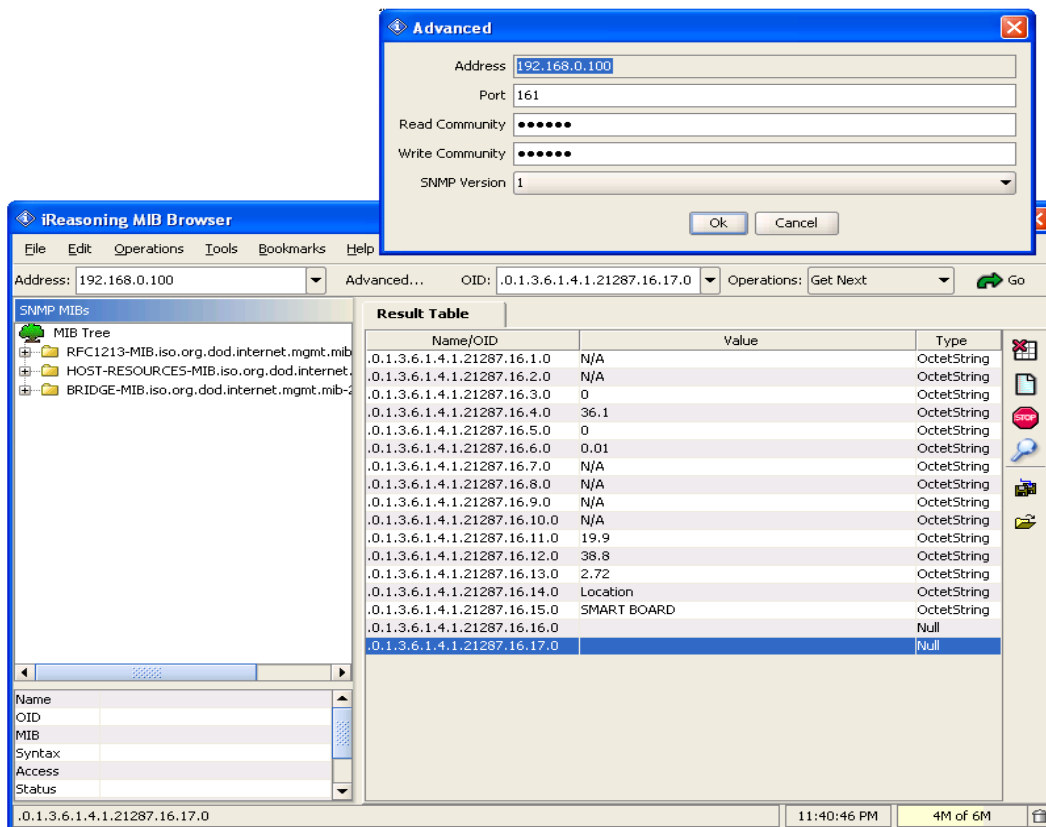 Advanced
Address 192.168.0.100
Port 161
Read Community ●●●●●●
Write Community ●●●●●●
SNMP Version 1
Ok Cancel
iReasoning MIB Browser
File Edit Operations Tools Bookmarks Help
Address: 192.168.0.100 Advanced... OID: .0.1.3.6.1.4.1.21287.16.17.0 Operations: Get Next Go
SNMP MIBs
MIB Tree
RFC1213-MIB.iso.org.dod.internet.mgmt.mib
HOST-RESOURCES-MIB.iso.org.dod.internet.
BRIDGE-MIB.iso.org.dod.internet.mgmt.mib-2
Result Table
Name/OID Value Type
.0.1.3.6.1.4.1.21287.16.1.0 N/A OctetString
.0.1.3.6.1.4.1.21287.16.2.0 N/A OctetString
.0.1.3.6.1.4.1.21287.16.3.0 0 OctetString
.0.1.3.6.1.4.1.21287.16.4.0 36.1 OctetString
.0.1.3.6.1.4.1.21287.16.5.0 0 OctetString
.0.1.3.6.1.4.1.21287.16.6.0 0.01 OctetString
.0.1.3.6.1.4.1.21287.16.7.0 N/A OctetString
.0.1.3.6.1.4.1.21287.16.8.0 N/A OctetString
.0.1.3.6.1.4.1.21287.16.9.0 N/A OctetString
.0.1.3.6.1.4.1.21287.16.10.0 N/A OctetString
.0.1.3.6.1.4.1.21287.16.11.0 19.9 OctetString
.0.1.3.6.1.4.1.21287.16.12.0 38.8 OctetString
.0.1.3.6.1.4.1.21287.16.13.0 2.72 OctetString
.0.1.3.6.1.4.1.21287.16.14.0 Location OctetString
.0.1.3.6.1.4.1.21287.16.15.0 SMART BOARD OctetString
.0.1.3.6.1.4.1.21287.16.16.0 Null
.0.1.3.6.1.4.1.21287.16.17.0 Null
STOP
Name
OID
MIB
Syntax
Access
Status
.0.1.3.6.1.4.1.21287.16.17.0 11:40:46 PM 4M of 6M